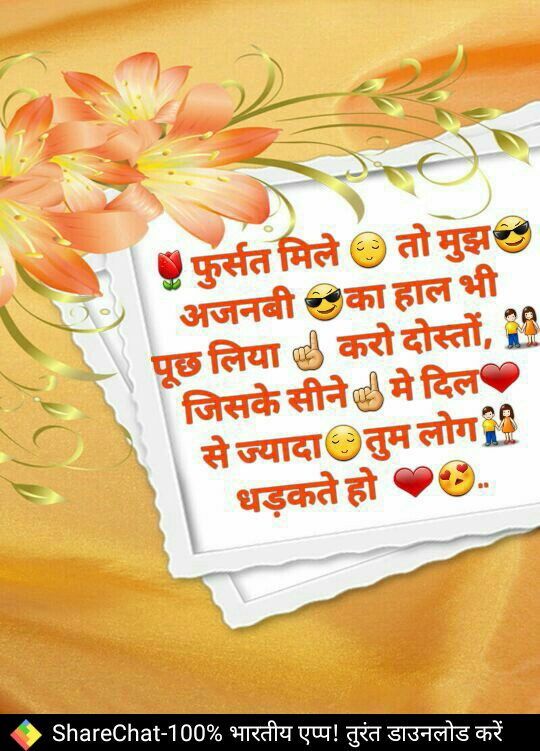 🌹फुर्सत मिले 😌 तो मुझ😎
अजनबी 😎का हाल भी
पूछ लिया ☝ करो दोस्तों, 👫
जिसके सीने☝मे दिल❤
से ज्यादा😌तुम लोग👫
धड़कते हो ❤😍..
ShareChat-100% भारतीय एप्प! तुरंत डाउनलोड करें